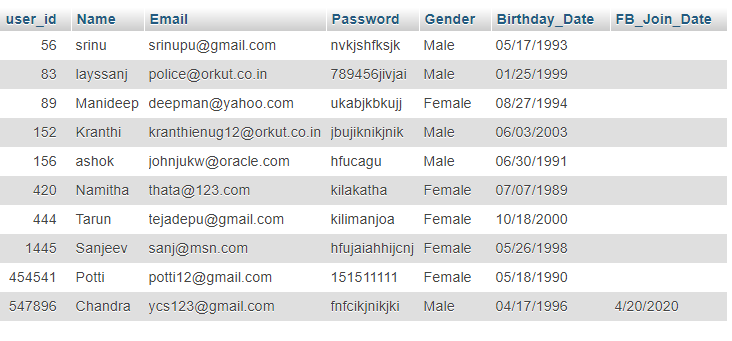 user_id Name Email Password Gender Birthday_Date FB_Join_Date
56 srinu srinupu@gmail.com nvkjshfksjk Male 05/17/1993
83 layssanj police@orkut.co.in 789456jivjai Male 01/25/1999
89 Manideep deepman@yahoo.com ukabjkbkujj Female 08/27/1994
152 Kranthi kranthienug12@orkut.co.in jbujiknikjnik Male 06/03/2003
156 ashok johnjukw@oracle.com hfucagu Male 06/30/1991
420 Namitha thata@123.com kilakatha Female 07/07/1989
444 Tarun tejadepu@gmail.com kilimanjoa Female 10/18/2000
1445 Sanjeev sanj@msn.com hfujaiahhijcnj Female 05/26/1998
454541 Potti potti12@gmail.com 151511111 Female 05/18/1990
547896 Chandra ycs123@gmail.com fnfcikjnikjki Male 04/17/1996 4/20/2020